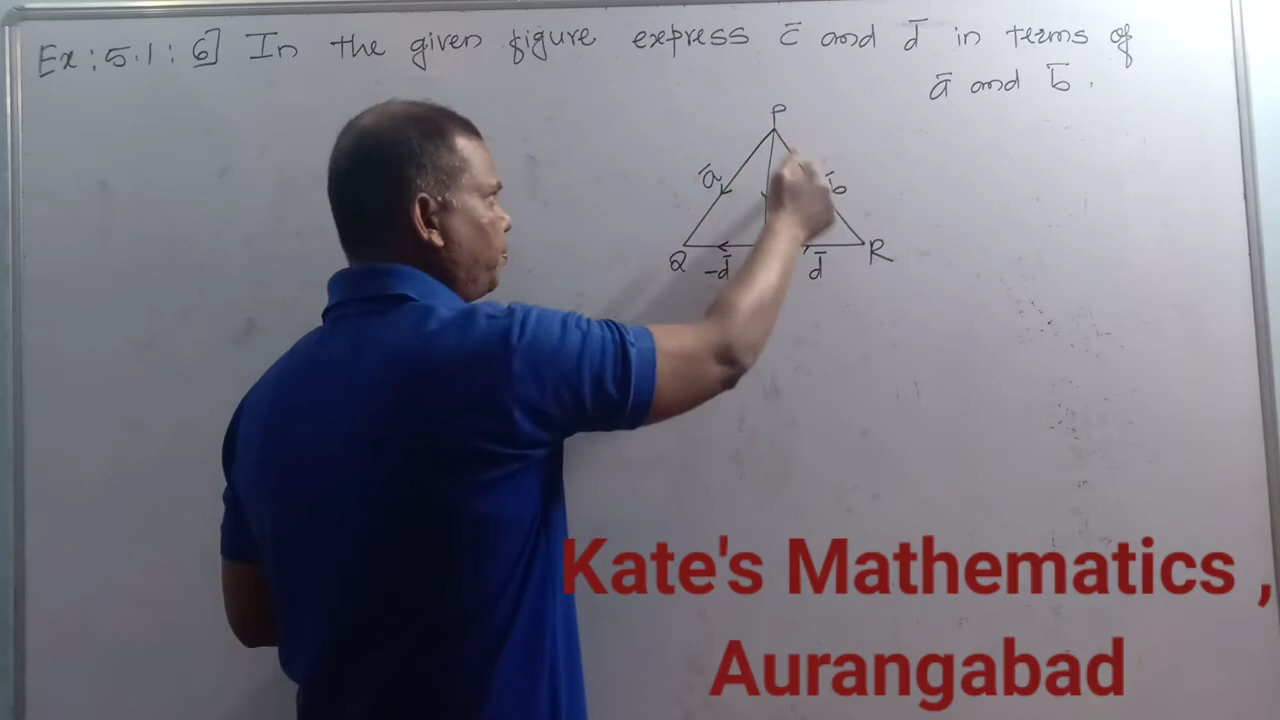 Ex : 5.1 : 6] In the given figure express c̄ and d̄ in terms of
ā and b̄ .
P
ā
b̄
Q
-d̄
d̄
R
Kate's Mathematics ,
Aurangabad